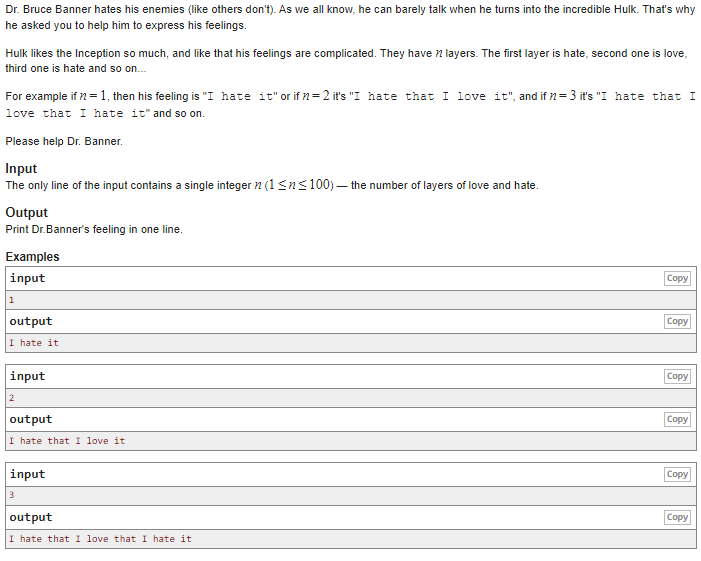 Dr. Bruce Banner hates his enemies (like others don't). As we all know, he can barely talk when he turns into the incredible Hulk. That's why
he asked you to help him to express his feelings.
Hulk likes the Inception so much, and like that his feelings are complicated. They have n layers. The first layer is hate, second one is love,
third one is hate and so on...
For example if n = 1, then his feeling is "I hate it" or if n = 2 it's "I hate that I love it", and if n = 3 it's "I hate that I
love that I hate it" and so on.
Please help Dr. Banner.
Input
The only line of the input contains a single integer n (1 ≤ n ≤ 100) — the number of layers of love and hate.
Output
Print Dr.Banner's feeling in one line.
Examples
input Copy
1
output Copy
I hate it
input Copy
2
output Copy
I hate that I love it
input Copy
3
output Copy
I hate that I love that I hate it